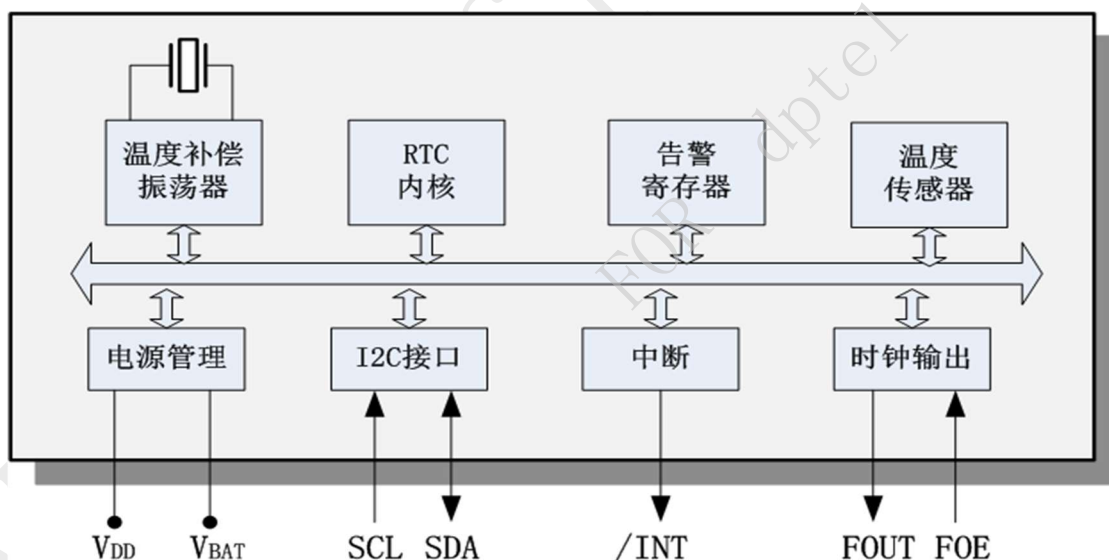 温度补偿
振荡器
RTC
内核
告警
寄存器
温度
传感器
电源管理
I2C接口
中断
时钟输出
VDD VBAT SCL SDA /INT FOUT FOE
FOR dptel